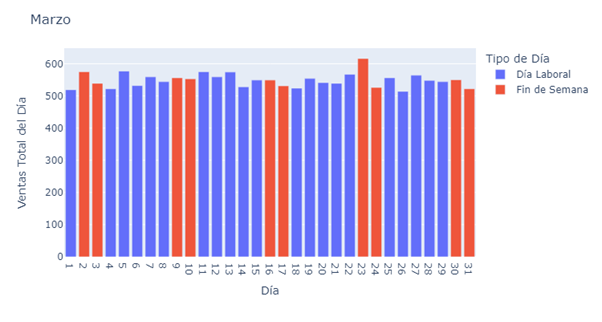 Marzo
Tipo de Día
Día Laboral
Fin de Semana
Ventas Total del Día
600
500
400
300
200
100
0
1 2 3 4 5 6 7 8 9 10 11 12 13 14 15 16 17 18 19 20 21 22 23 24 25 26 27 28 29 30 31
Día